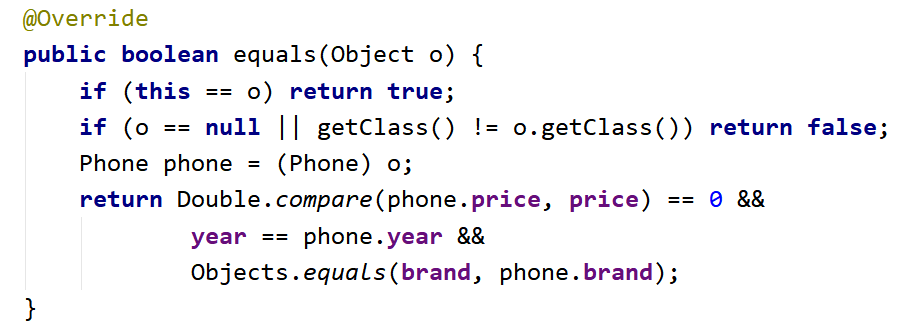 @Override
public boolean equals(Object o) {
    if (this == o) return true;
    if (o == null || getClass() != o.getClass()) return false;
    Phone phone = (Phone) o;
    return Double.compare(phone.price, price) == 0 &&
            year == phone.year &&
            Objects.equals(brand, phone.brand);
}